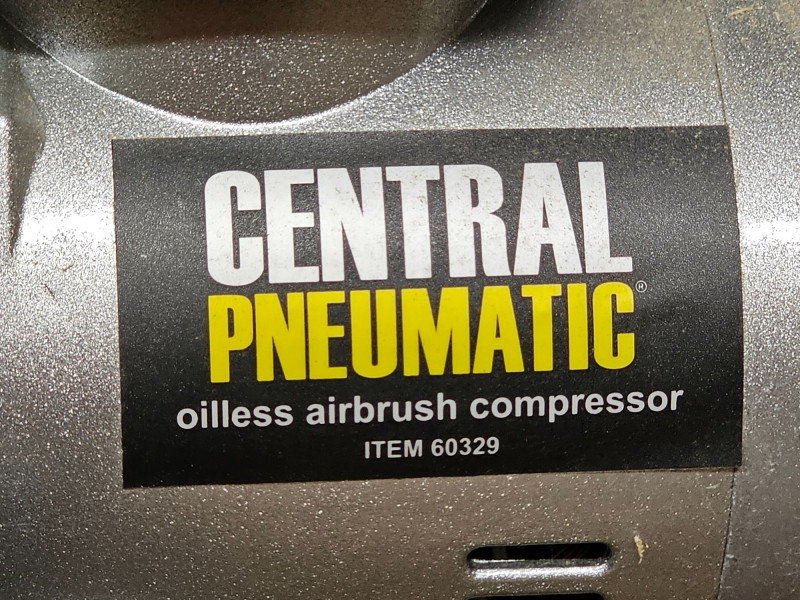 CENTRAL
PNEUMATIC®
oilless airbrush compressor
ITEM 60329